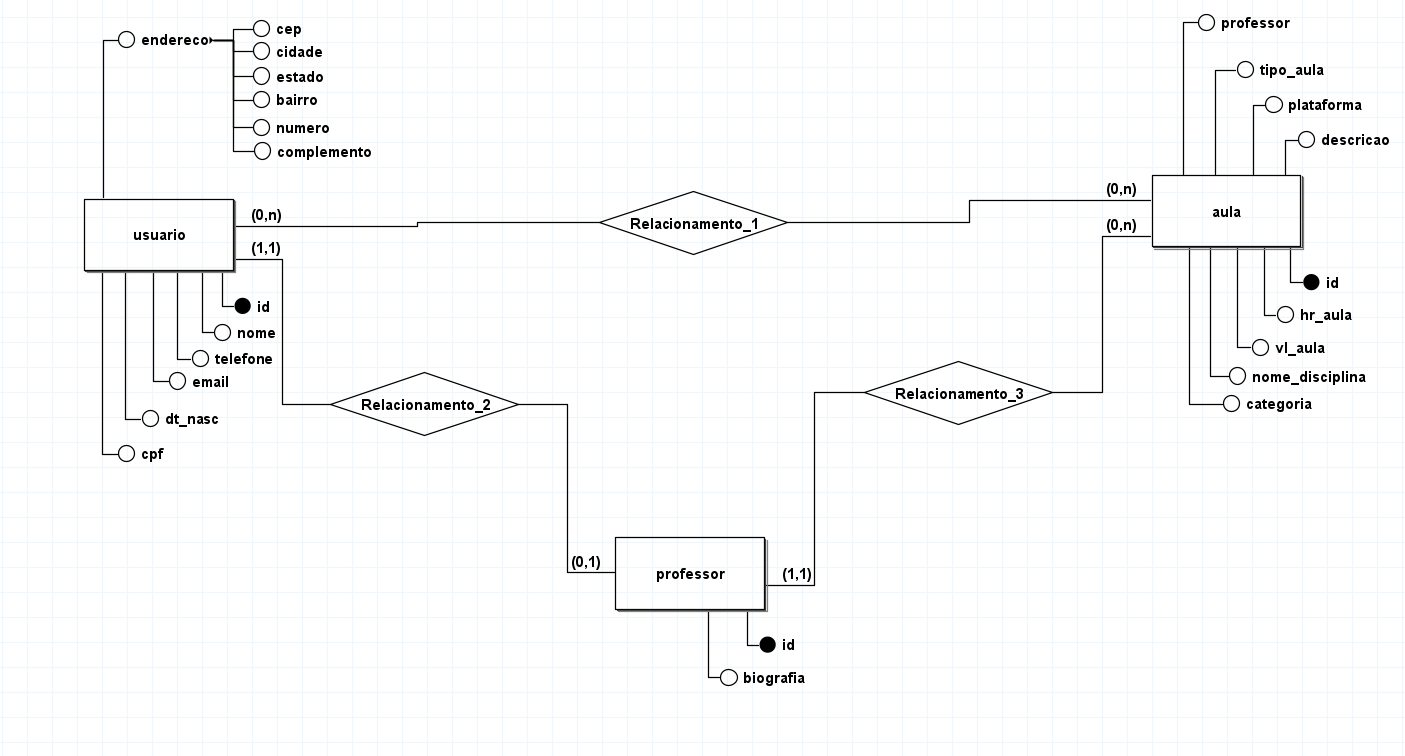 professor
cep
endereco
cidade
tipo_aula
estado
bairro
plataforma
numero
descricao
complemento
(0,n)
(0,n)
aula
usuario
Relacionamento_1
(0,n)
(1,1)
id
id
hr_aula
nome
vl_aula
telefone
nome_disciplina
email
Relacionamento_3
Relacionamento_2
categoria
dt_nasc
cpf
(0,1)
professor
(1,1)
id
biografia